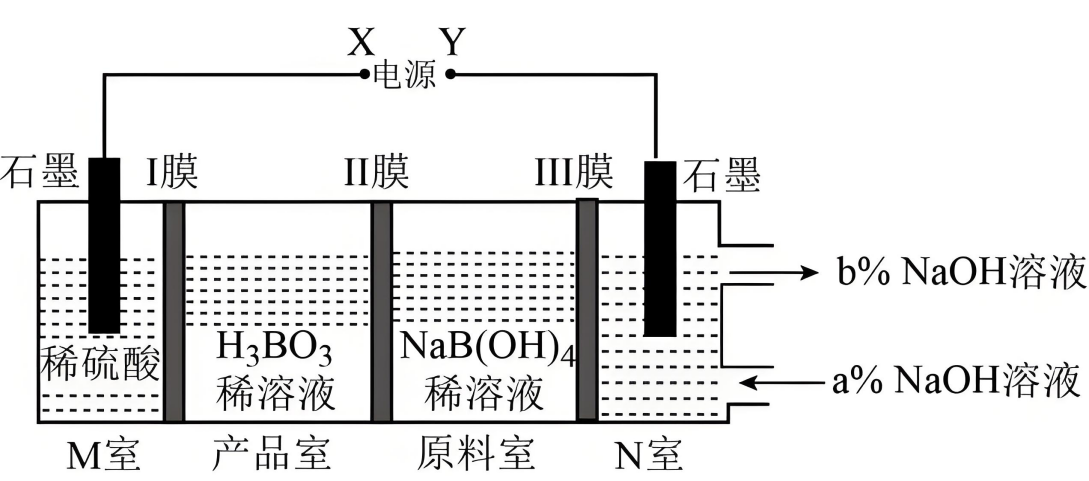 X Y
电源
石墨 I膜 II膜 III膜 石墨
b% NaOH溶液
稀硫酸
H₃BO₃
稀溶液
NaB(OH)₄
稀溶液
a% NaOH溶液
M室 产品室 原料室 N室